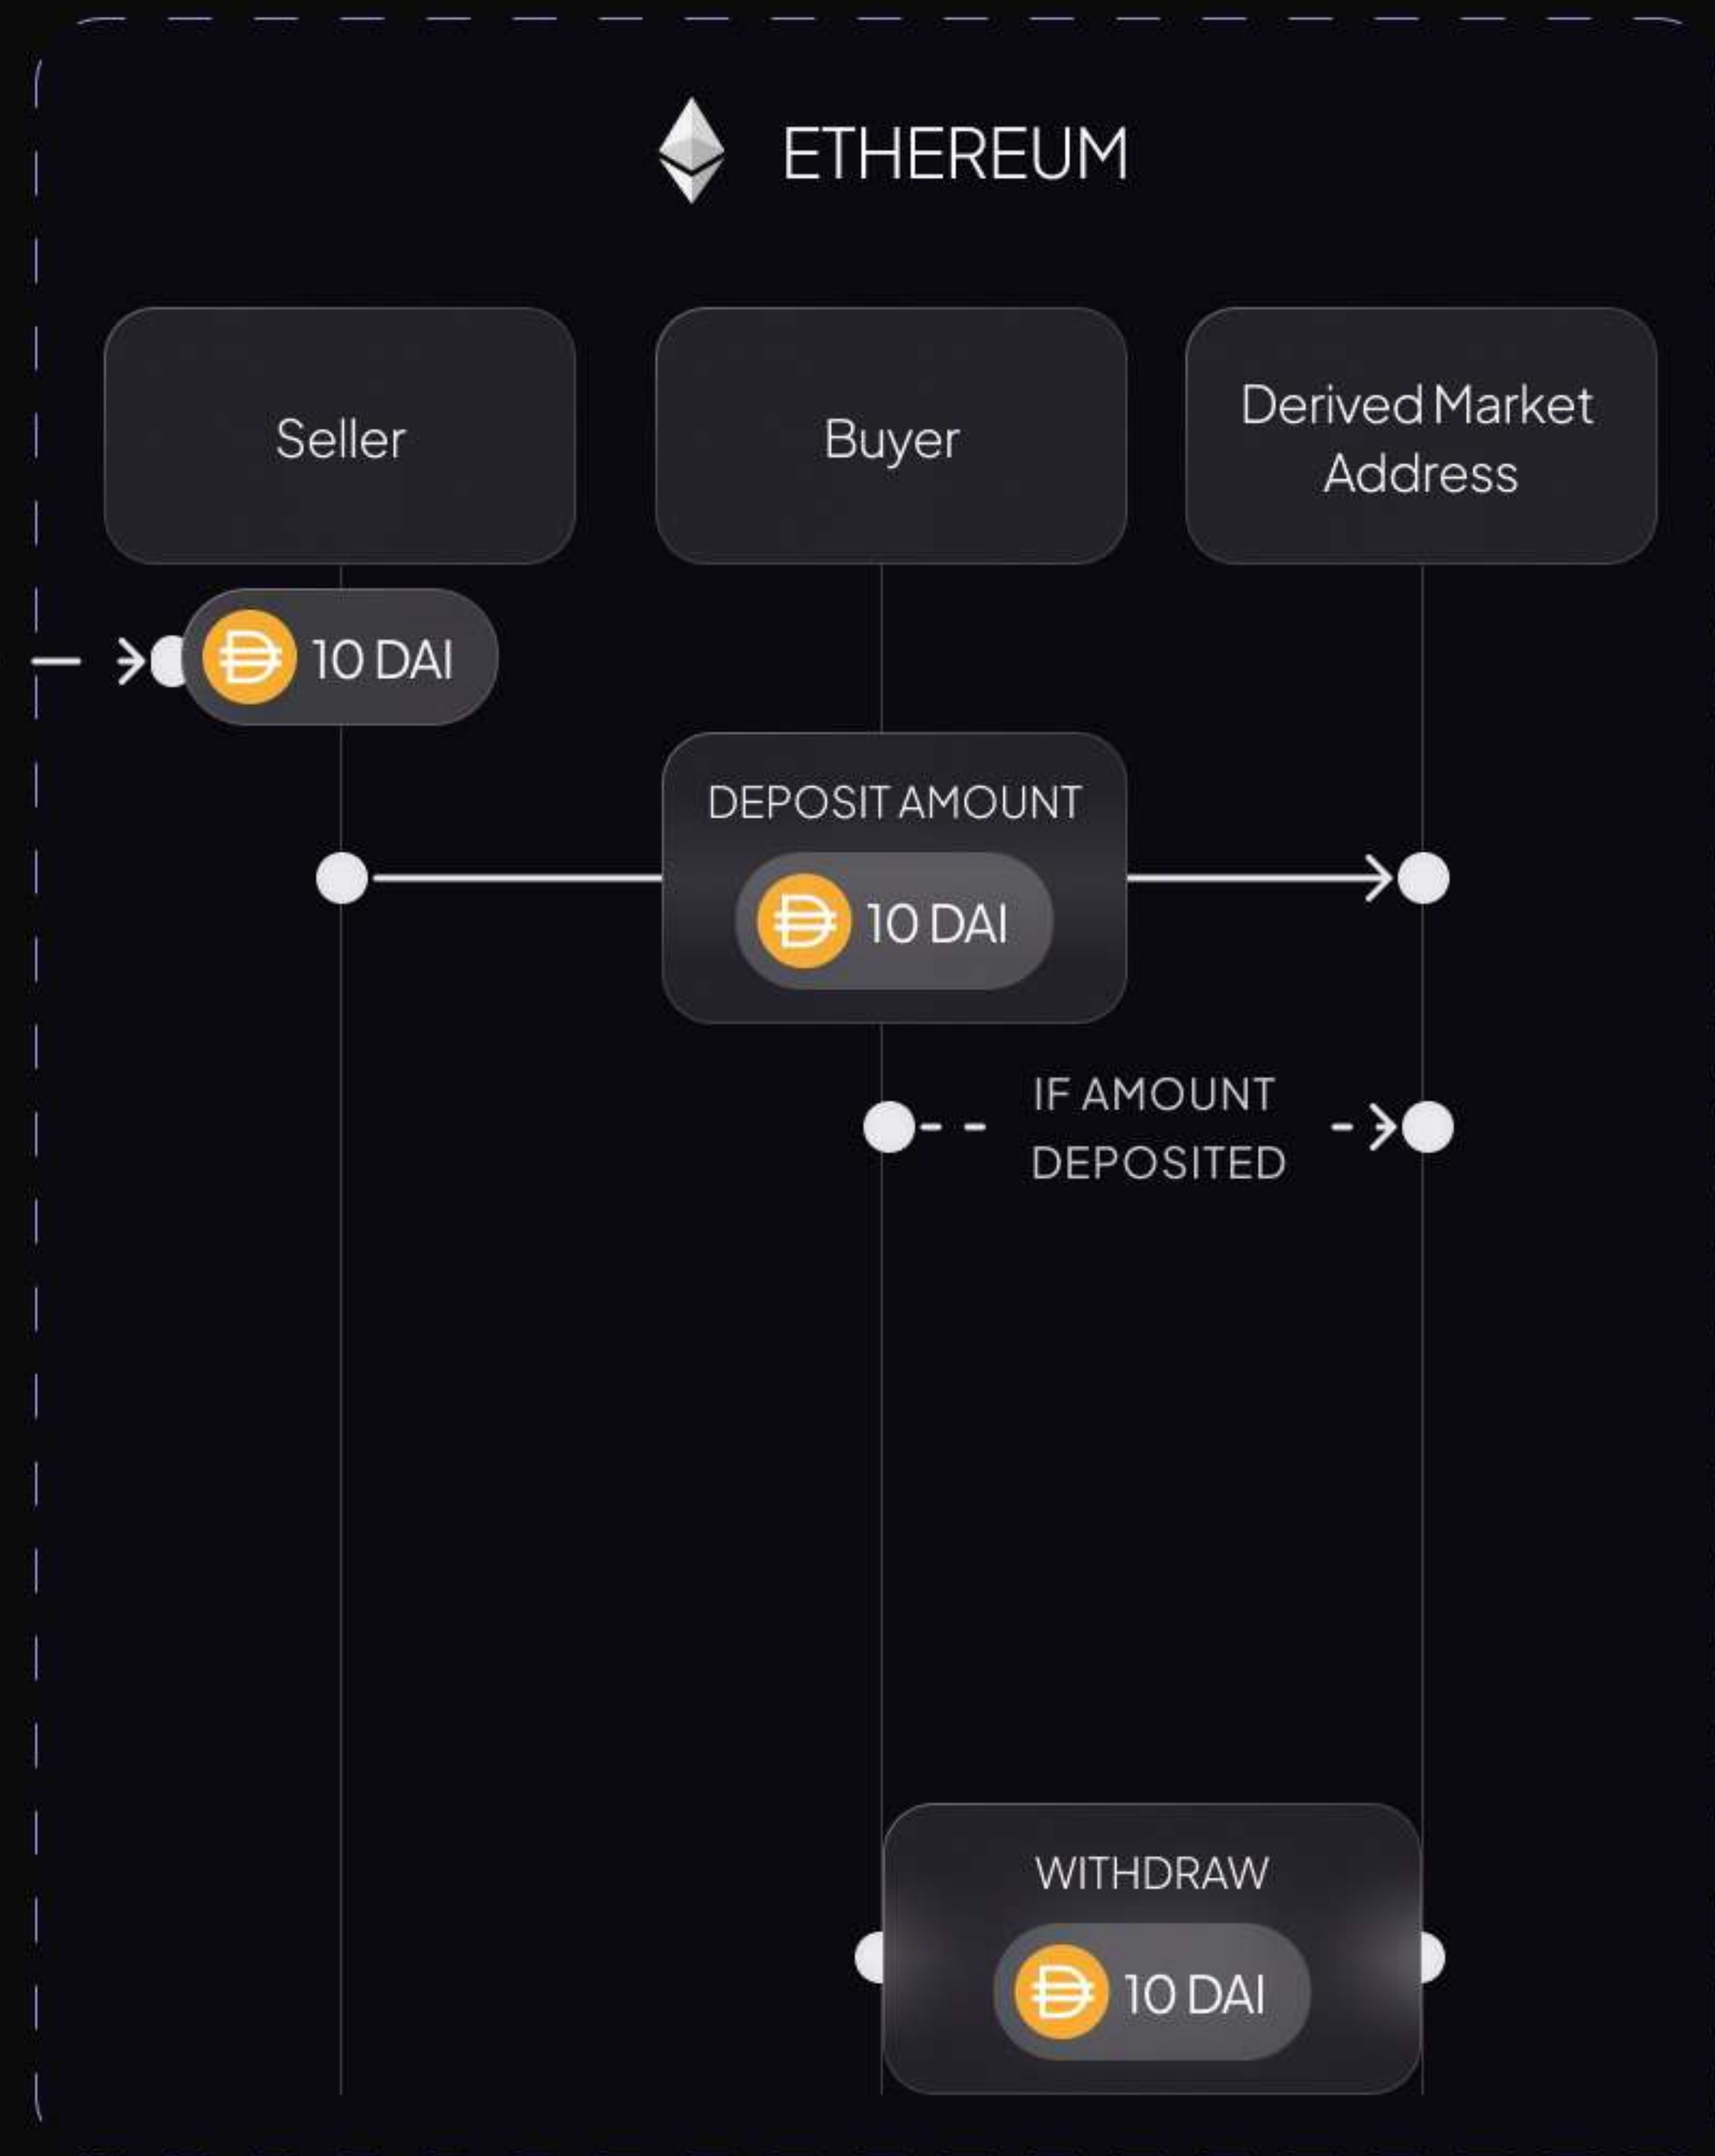 ETHEREUM
Seller
Buyer
Derived Market
Address
10 DAI
DEPOSIT AMOUNT
10 DAI
IF AMOUNT
DEPOSITED
WITHDRAW
10 DAI